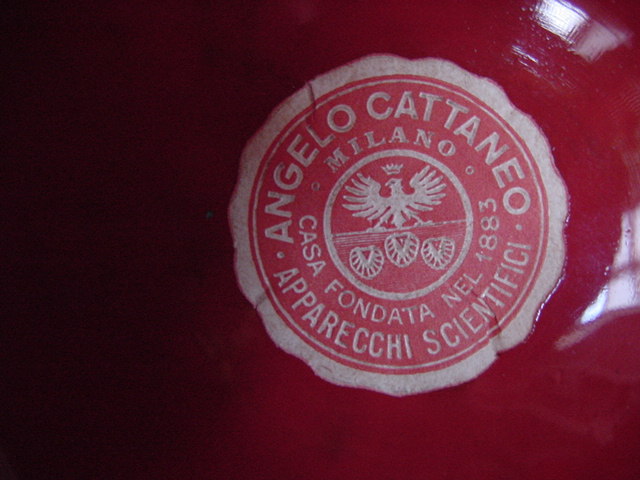 ANGELO CATTANEO
MILANO
CASA FONDATA NEL 1883
APPARECCHI SCIENTIFICI